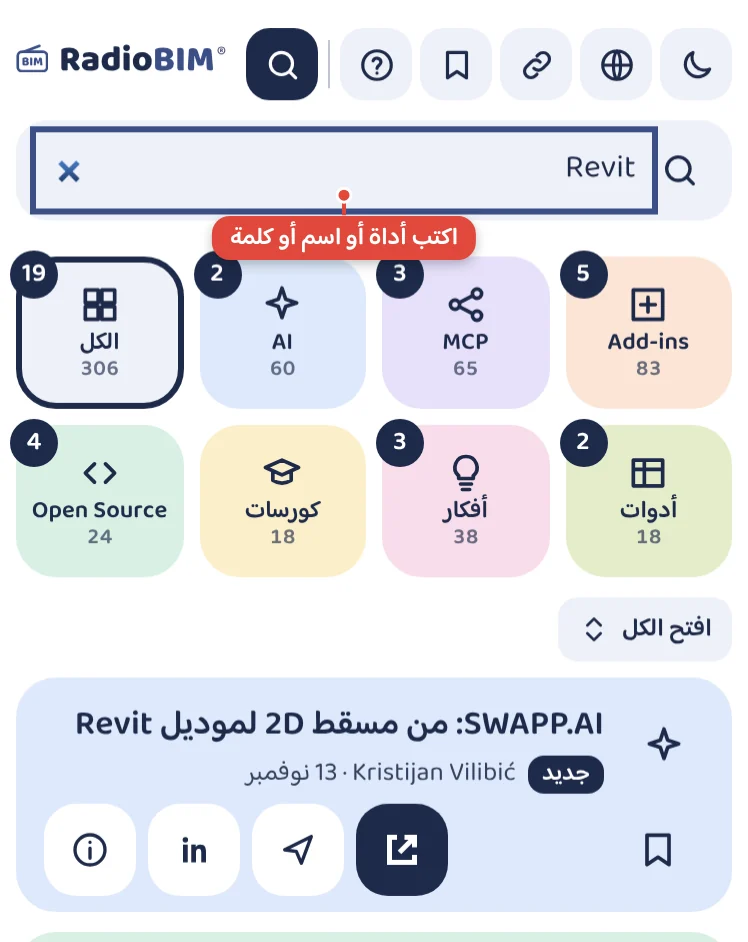 BIM RadioBIM®
Revit
اكتب أداة أو اسم أو كلمة
5
Add-ins
83
3
MCP
65
2
AI
60
19
الكل
306
2
أدوات
18
3
أفكار
38
كورسات
18
4
Open Source
24
افتح الكل
SWAPP.AI: من مسقط 2D لموديل Revit
جديد Kristijan Vilibić · 13 نوفمبر
in